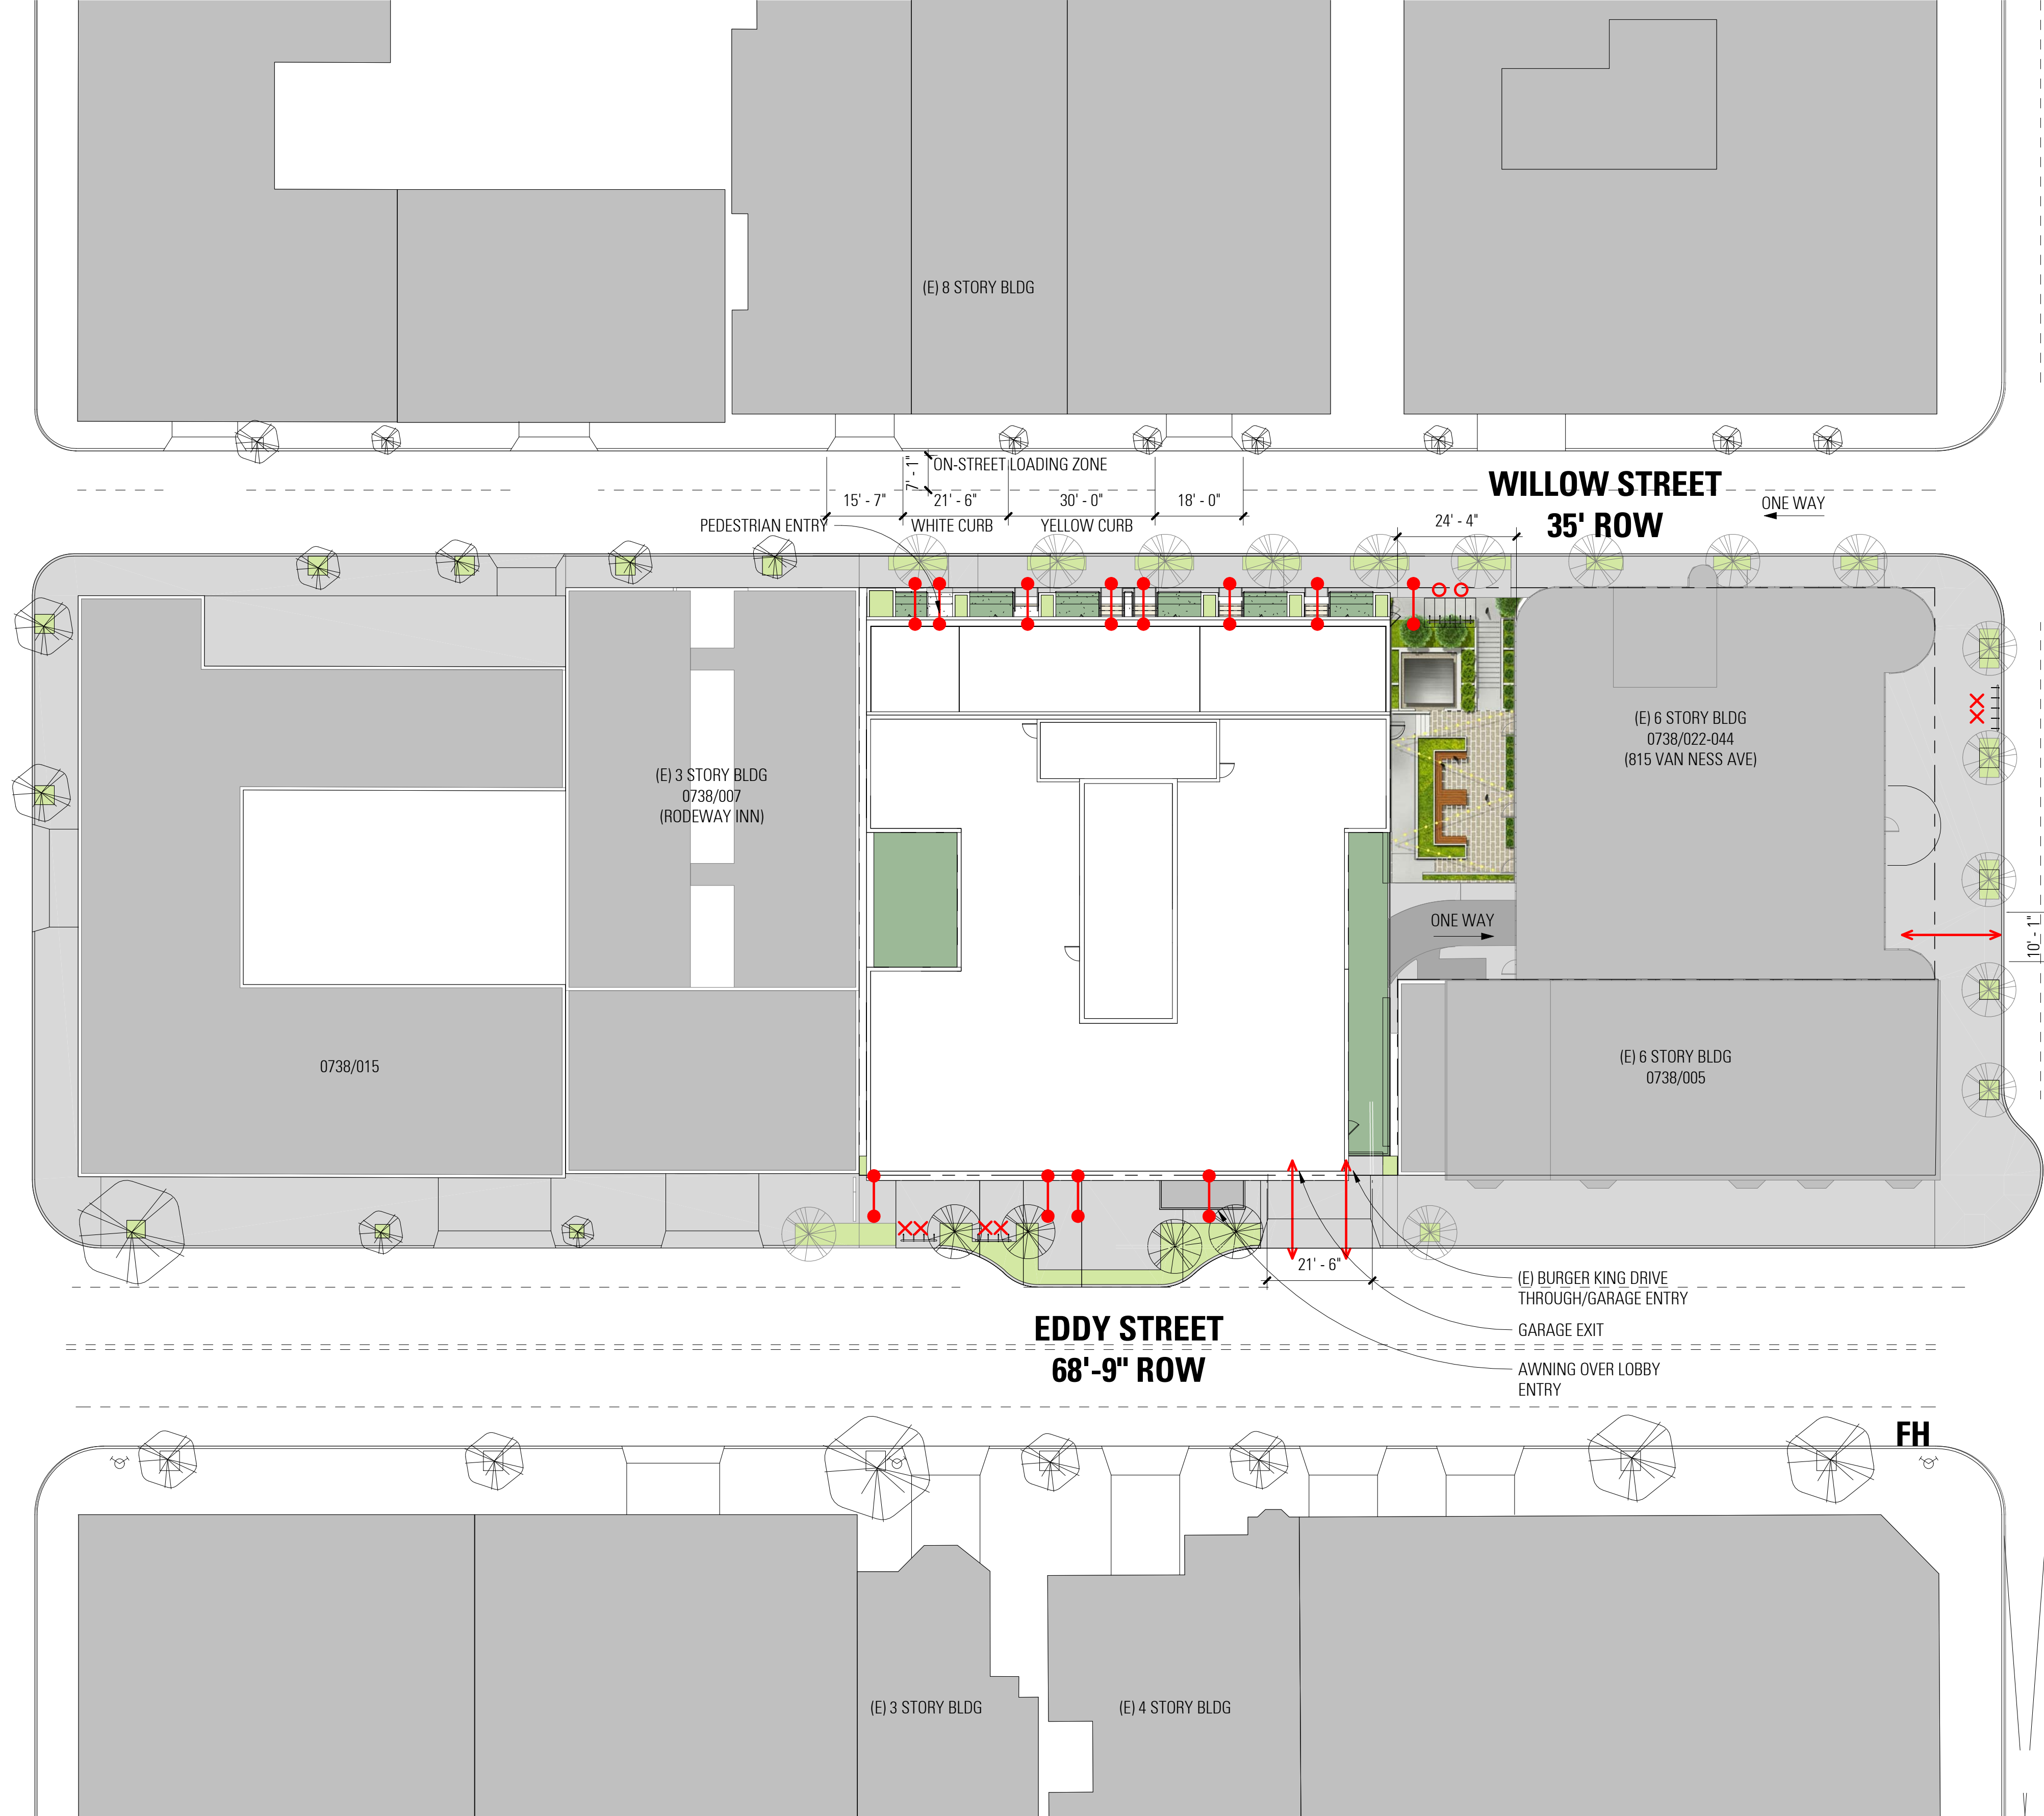 (E) 8 STORY BLDG
7' - 1"
ON-STREET LOADING ZONE
WILLOW STREET
35' ROW
ONE WAY
15' - 7"
21' - 6"
30' - 0"
18' - 0"
PEDESTRIAN ENTRY
WHITE CURB
YELLOW CURB
24' - 4"
(E) 3 STORY BLDG
0738/007
(RODEWAY INN)
(E) 6 STORY BLDG
0738/022-044
(815 VAN NESS AVE)
ONE WAY
10' - 1"
0738/015
(E) 6 STORY BLDG
0738/005
21' - 6"
(E) BURGER KING DRIVE
THROUGH/GARAGE ENTRY
GARAGE EXIT
AWNING OVER LOBBY
ENTRY
EDDY STREET
68'-9" ROW
FH
(E) 3 STORY BLDG
(E) 4 STORY BLDG